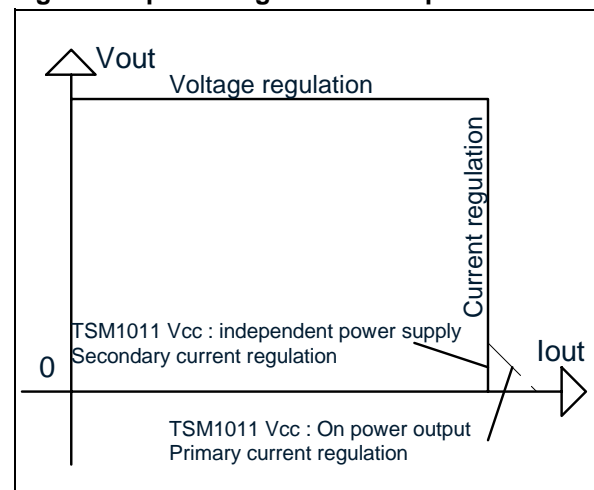 Vout
Voltage regulation
Current regulation
TSM1011 Vcc : independent power supply
Secondary current regulation
0
Iout
TSM1011 Vcc : On power output
Primary current regulation